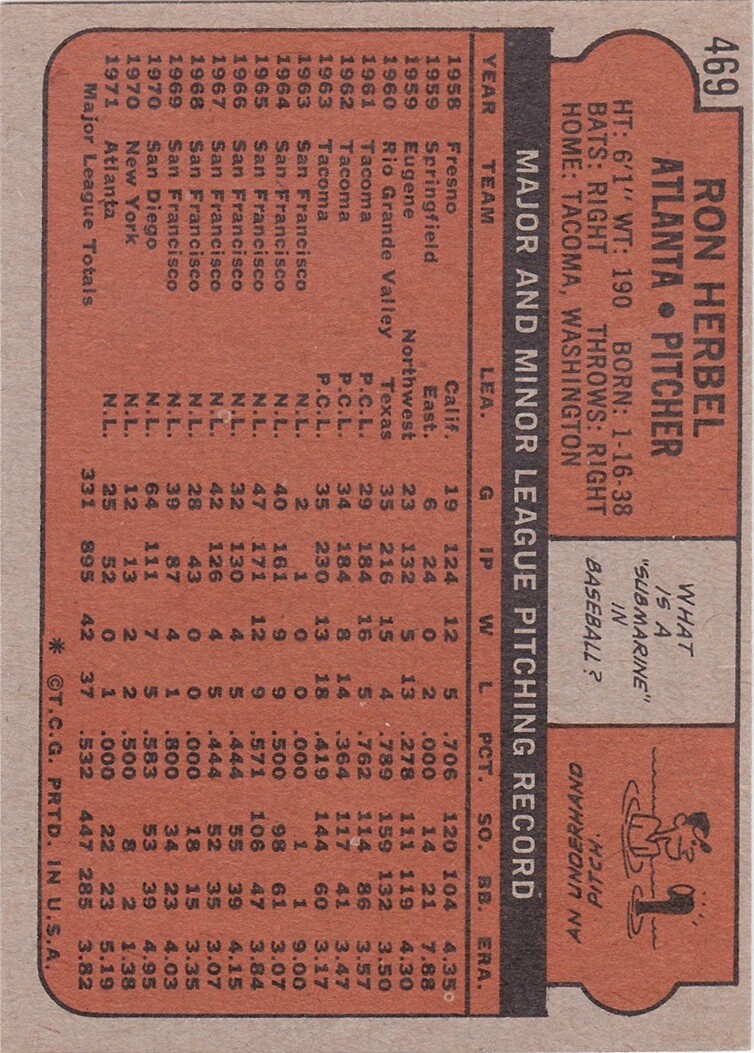 469
RON HERBEL
ATLANTA • PITCHER
HT: 6'1" WT: 190 BORN: 1-16-38
BATS: RIGHT THROWS: RIGHT
HOME: TACOMA, WASHINGTON
WHAT
IS A
"SUBMARINE"
IN
BASEBALL?
AN UNDERHAND
PITCH.
MAJOR AND MINOR LEAGUE PITCHING RECORD
YEAR TEAM LEA. G IP W L PCT. SO. BB. ERA.
1958 Fresno Calif. 19 124 12 5 .706 120 104 4.35
1959 Springfield East. 6 24 0 2 .000 14 21 7.88
1959 Eugene Northwest 23 132 5 13 .278 111 119 4.30
1960 Rio Grande Valley Texas 35 216 15 4 .789 159 132 3.50
1961 Tacoma P.C.L. 29 184 16 5 .762 114 86 3.57
1962 Tacoma P.C.L. 34 184 8 14 .364 117 41 3.47
1963 Tacoma P.C.L. 35 230 13 18 .419 144 60 3.17
1963 San Francisco N.L. 2 1 0 0 .000 1 1 9.00
1964 San Francisco N.L. 40 161 9 9 .500 98 61 3.07
1965 San Francisco N.L. 47 171 12 9 .571 106 47 3.84
1966 San Francisco N.L. 32 130 4 5 .444 55 39 4.15
1967 San Francisco N.L. 42 126 4 5 .444 52 35 3.07
1968 San Francisco N.L. 28 43 0 0 .000 18 15 3.35
1969 San Francisco N.L. 39 87 4 1 .800 34 23 4.03
1970 San Diego N.L. 64 111 7 5 .583 53 39 4.95
1970 New York N.L. 12 13 2 2 .500 8 2 1.38
1971 Atlanta N.L. 25 52 0 1 .000 22 23 5.19
Major League Totals 331 895 42 37 .532 447 285 3.82
* ©T.C.G. PRTD. IN U.S.A.